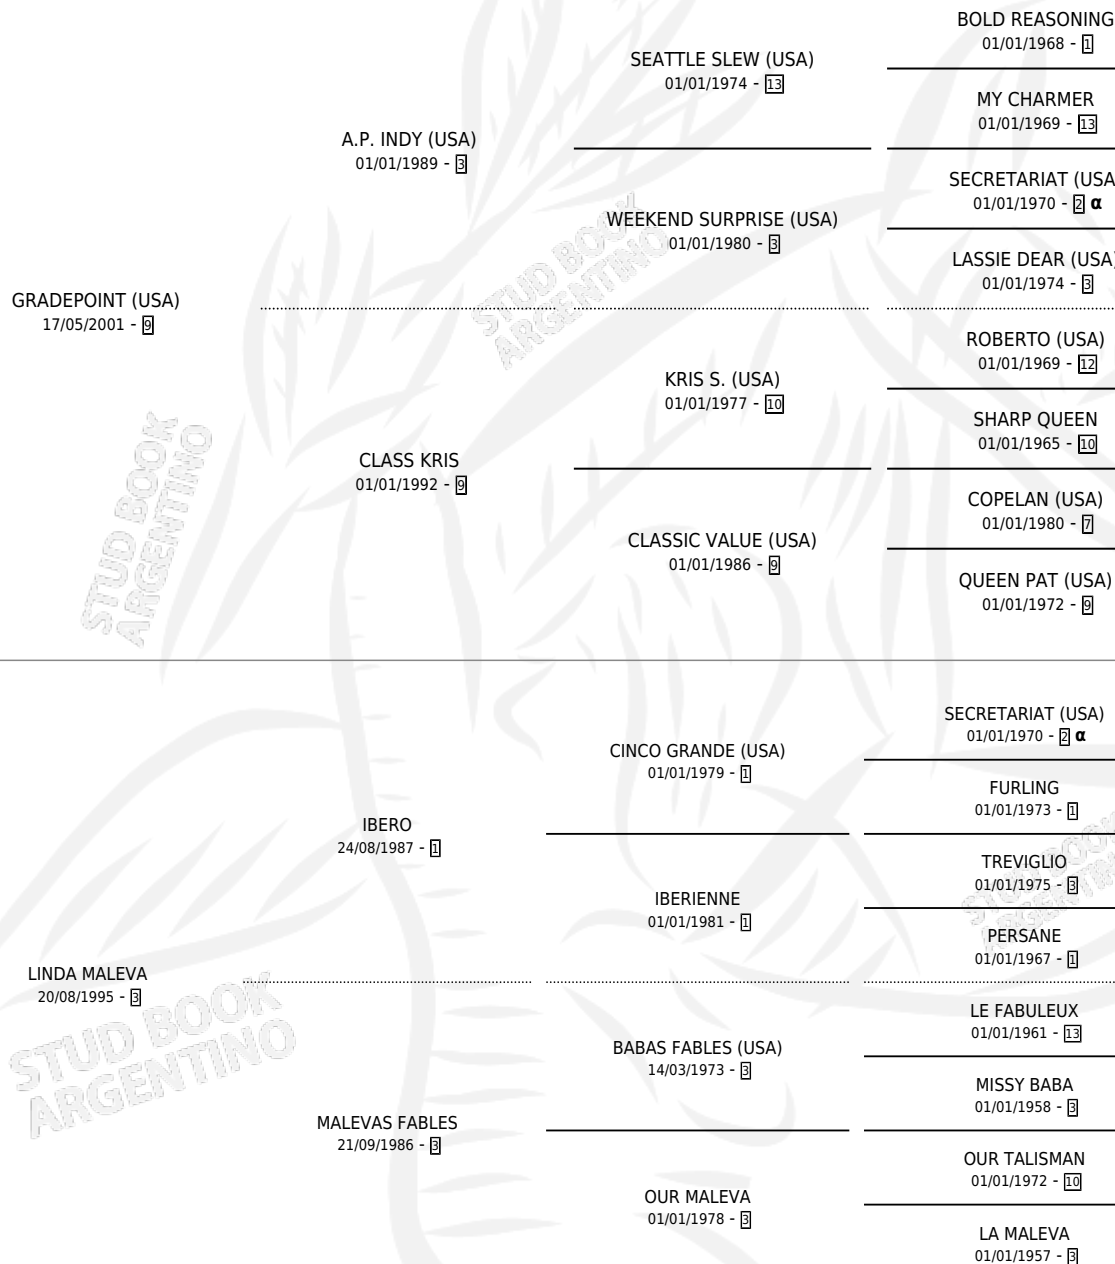 BOLD REASONING
01/01/1968 - 1
SEATTLE SLEW (USA)
01/01/1974 - 13
MY CHARMER
01/01/1969 - 13
A.P. INDY (USA)
01/01/1989 - 3
SECRETARIAT (USA
01/01/1970 - 2 α
WEEKEND SURPRISE (USA)
01/01/1980 - 3
LASSIE DEAR (USA)
01/01/1974 - 3
GRADEPOINT (USA)
17/05/2001 - 9
ROBERTO (USA)
01/01/1969 - 12
KRIS S. (USA)
01/01/1977 - 10
SHARP QUEEN
01/01/1965 - 10
CLASS KRIS
01/01/1992 - 9
COPELAN (USA)
01/01/1980 - 7
CLASSIC VALUE (USA)
01/01/1986 - 9
QUEEN PAT (USA)
01/01/1972 - 9
SECRETARIAT (USA)
01/01/1970 - 2 α
CINCO GRANDE (USA)
01/01/1979 - 1
FURLING
01/01/1973 - 1
IBERO
24/08/1987 - 1
TREVIGLIO
01/01/1975 - 3
IBERIENNE
01/01/1981 - 1
PERSANE
01/01/1967 - 1
LINDA MALEVA
20/08/1995 - 3
LE FABULEUX
01/01/1961 - 13
BABAS FABLES (USA)
14/03/1973 - 3
MISSY BABA
01/01/1958 - 3
MALEVAS FABLES
21/09/1986 - 3
OUR TALISMAN
01/01/1972 - 10
OUR MALEVA
01/01/1978 - 3
LA MALEVA
01/01/1957 - 3
STUD BOOK
ARGENTINO
STUD BOOK
ARGENTINO
STUD BOOK
ARGENTINO
STUD BOOK
ARGENTIN